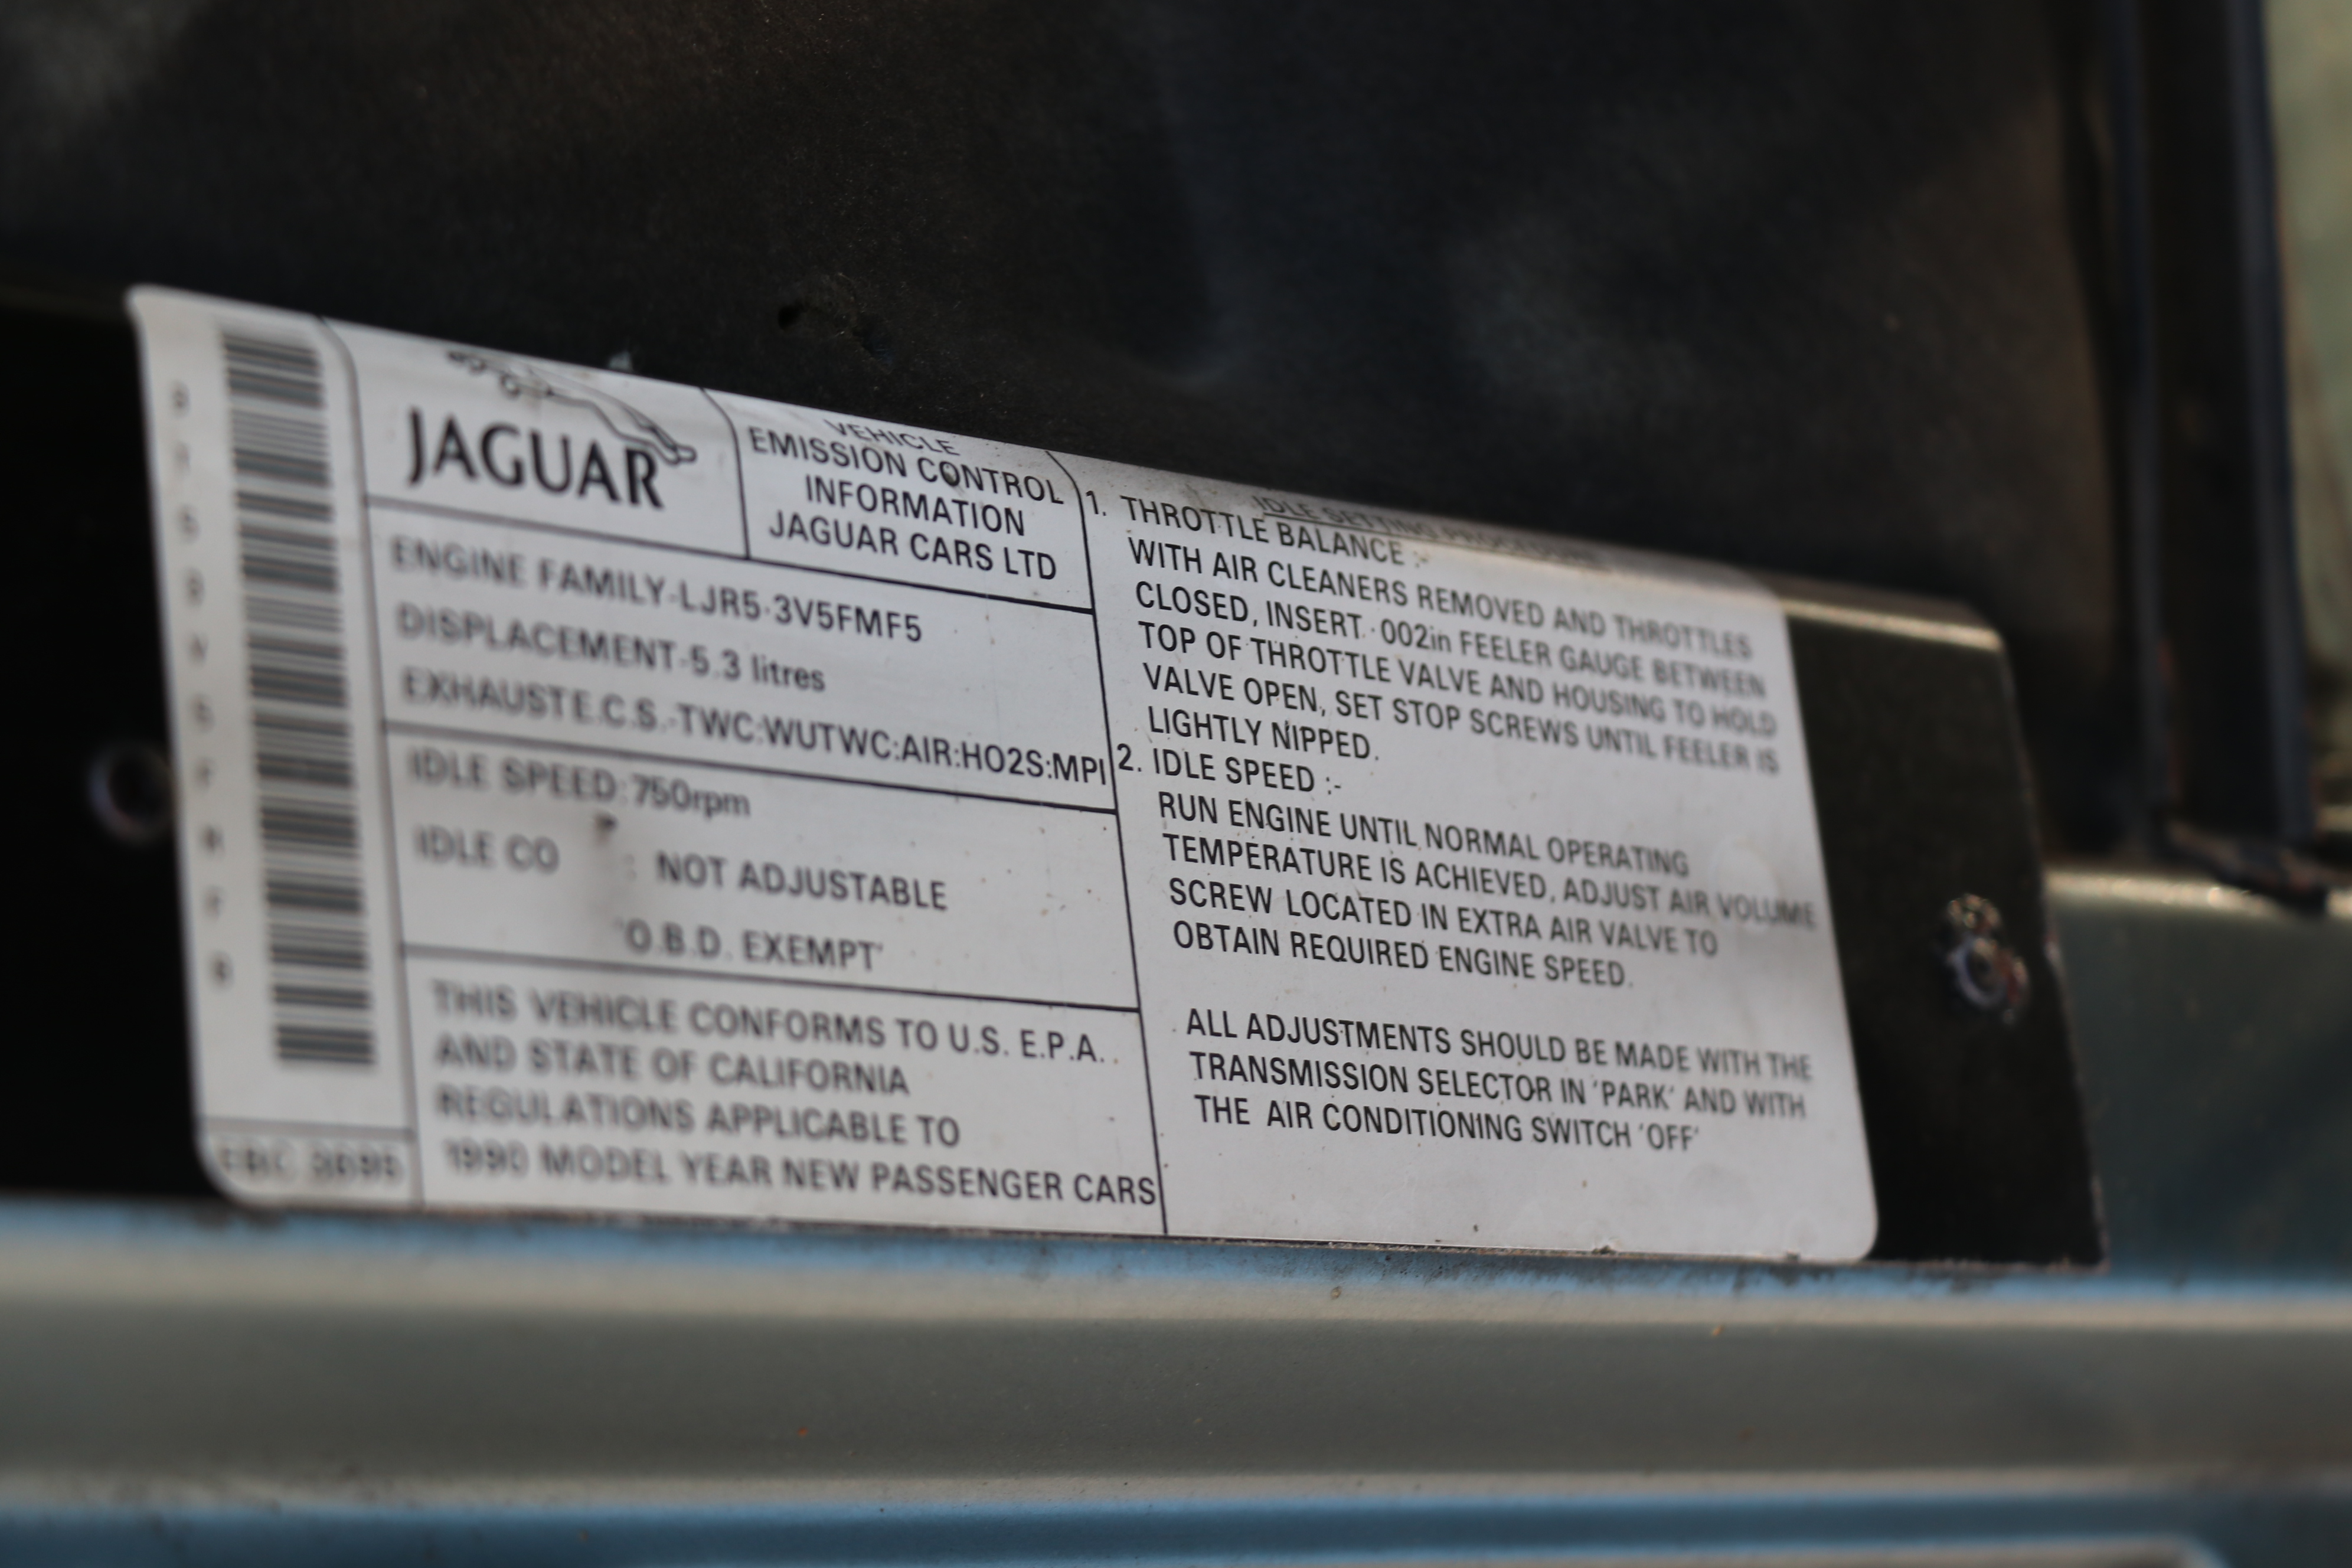 JAGUAR
VEHICLE
EMISSION CONTROL
INFORMATION
JAGUAR CARS LTD
ENGINE FAMILY-LJR5·3V5FMF5
DISPLACEMENT-5.3 litres
EXHAUST E.C.S.-TWC:WUTWC:AIR:HO2S:MPI
IDLE SPEED:750rpm
IDLE CO : NOT ADJUSTABLE
'O.B.D. EXEMPT'
THIS VEHICLE CONFORMS TO U.S. E.P.A.
AND STATE OF CALIFORNIA
REGULATIONS APPLICABLE TO
1990 MODEL YEAR NEW PASSENGER CARS
IDLE SETTING PROCEDURE
1. THROTTLE BALANCE :-
WITH AIR CLEANERS REMOVED AND THROTTLES
CLOSED, INSERT ·002in FEELER GAUGE BETWEEN
TOP OF THROTTLE VALVE AND HOUSING TO HOLD
VALVE OPEN, SET STOP SCREWS UNTIL FEELER IS
LIGHTLY NIPPED.
2. IDLE SPEED :-
RUN ENGINE UNTIL NORMAL OPERATING
TEMPERATURE IS ACHIEVED, ADJUST AIR VOLUME
SCREW LOCATED IN EXTRA AIR VALVE TO
OBTAIN REQUIRED ENGINE SPEED.
ALL ADJUSTMENTS SHOULD BE MADE WITH THE
TRANSMISSION SELECTOR IN 'PARK' AND WITH
THE AIR CONDITIONING SWITCH 'OFF'